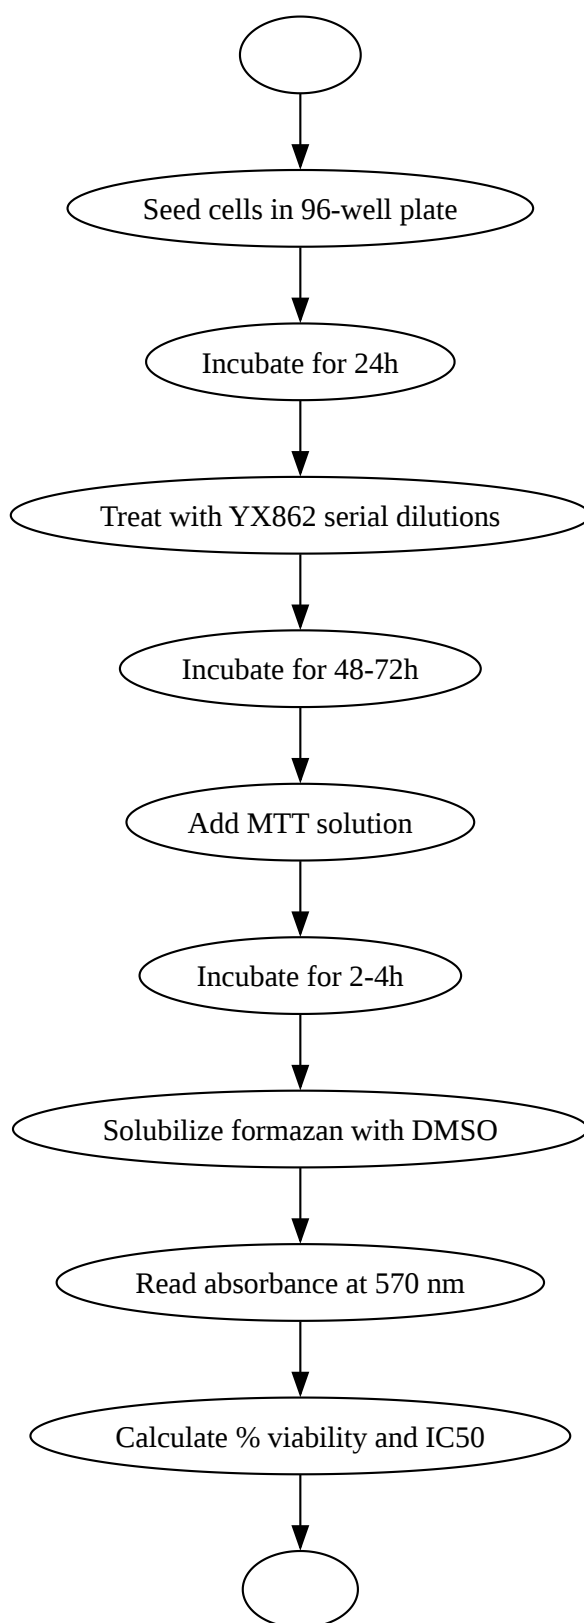 Seed cells in 96-well plate
Incubate for 24h
Treat with YX862 serial dilutions
Incubate for 48-72h
Add MTT solution
Incubate for 2-4h
Solubilize formazan with DMSO
Read absorbance at 570 nm
Calculate % viability and IC50